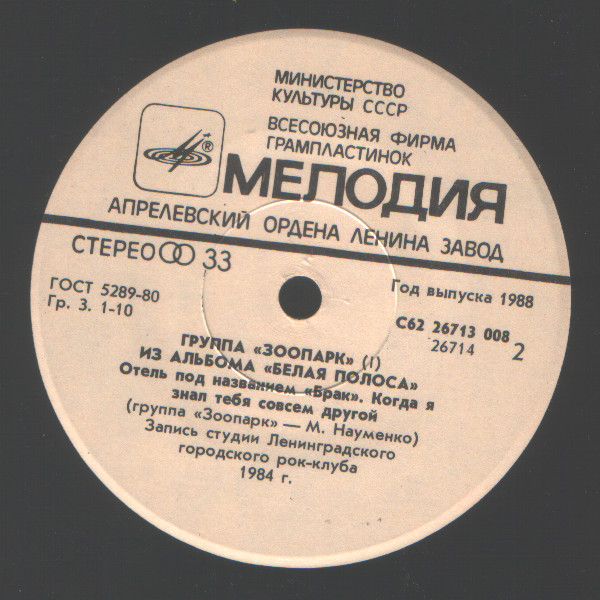 МИНИСТЕРСТВО
КУЛЬТУРЫ СССР
ВСЕСОЮЗНАЯ ФИРМА
ГРАМПЛАСТИНОК
®
МЕЛОДИЯ
АПРЕЛЕВСКИЙ ОРДЕНА ЛЕНИНА ЗАВОД
СТЕРЕО 33
ГОСТ 5289-80
Гр. 3. 1-10
Год выпуска 1988
С62 26713 008
26714
2
ГРУППА «ЗООПАРК» (I)
ИЗ АЛЬБОМА «БЕЛАЯ ПОЛОСА»
Отель под названием «Брак». Когда я
знал тебя совсем другой
(группа «Зоопарк» — М. Науменко)
Запись студии Ленинградского
городского рок-клуба
1984 г.